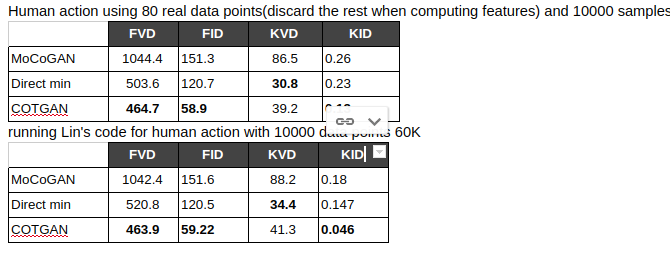 Human action using 80 real data points(discard the rest when computing features) and 10000 samples
FVD FID KVD KID
MoCoGAN 1044.4 151.3 86.5 0.26
Direct min 503.6 120.7 30.8 0.23
COTGAN 464.7 58.9 39.2
running Lin's code for human action with 10000 data points 60K
FVD FID KVD KID
MoCoGAN 1042.4 151.6 88.2 0.18
Direct min 520.8 120.5 34.4 0.147
COTGAN 463.9 59.22 41.3 0.046